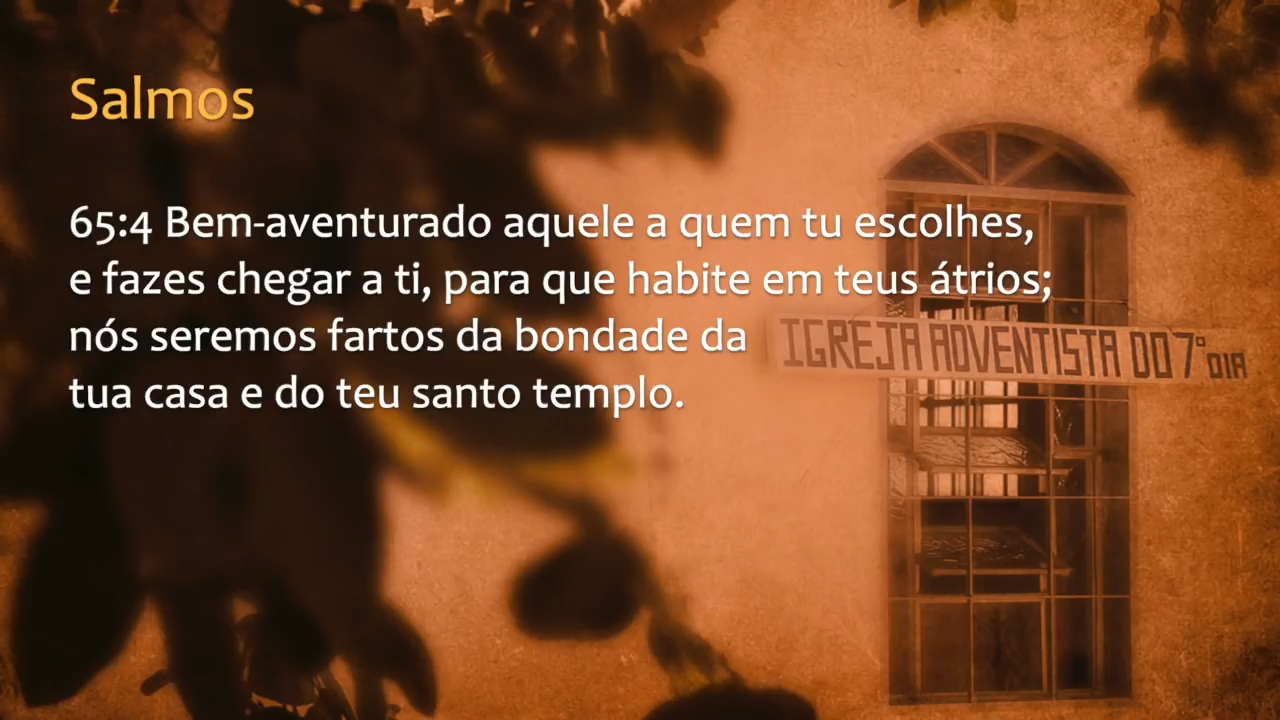 Salmos
65:4 Bem-aventurado aquele a quem tu escolhes,
e fazes chegar a ti, para que habite em teus átrios;
nós seremos fartos da bondade da
tua casa e do teu santo templo.
IGREJA ADVENTISTA DO 7° DIA